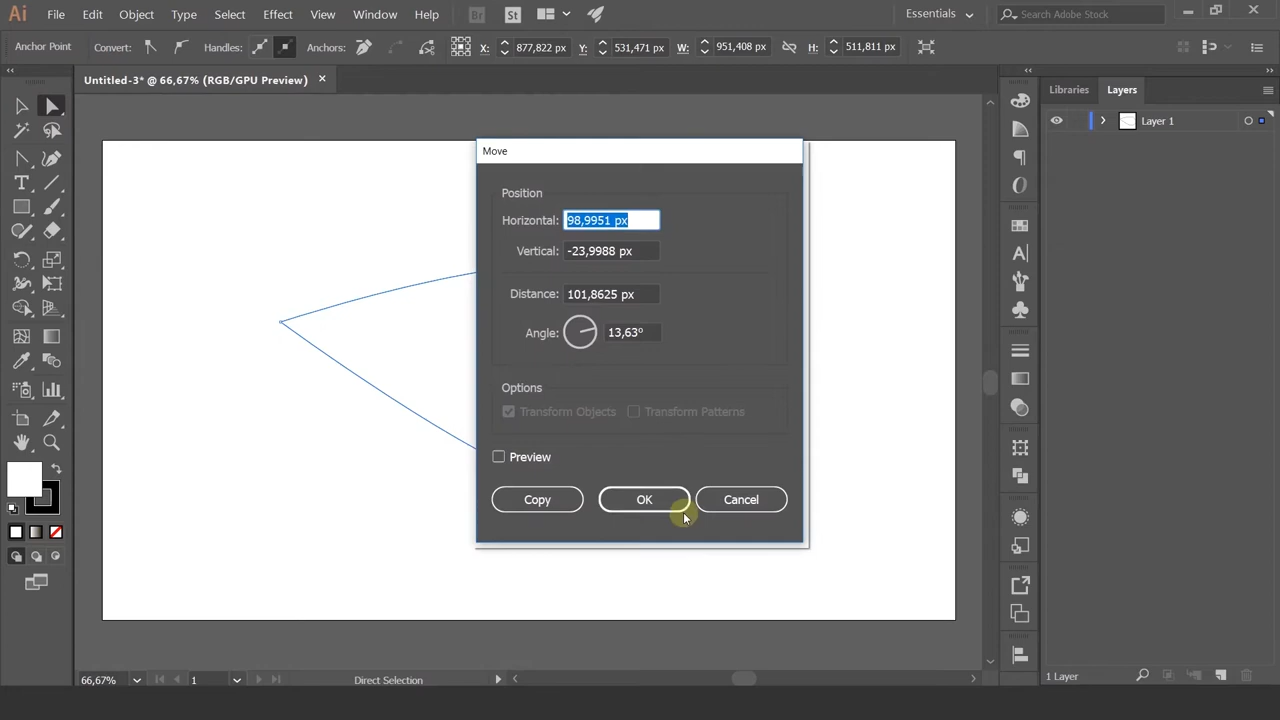 Ai File Edit Object Type Select Effect View Window Help Br St Essentials Search Adobe Stock
Anchor Point Convert: Handles: Anchors: X: 877,822 px Y: 531,471 px W: 951,408 px H: 511,811 px
Untitled-3* @ 66,67% (RGB/GPU Preview)
Libraries Layers
Layer 1
Move
Position
Horizontal: 98,9951 px
Vertical: -23,9988 px
Distance: 101,8625 px
Angle: 13,63°
Options
Transform Objects Transform Patterns
Preview
Copy OK Cancel
66,67% 1 Direct Selection
1 Layer